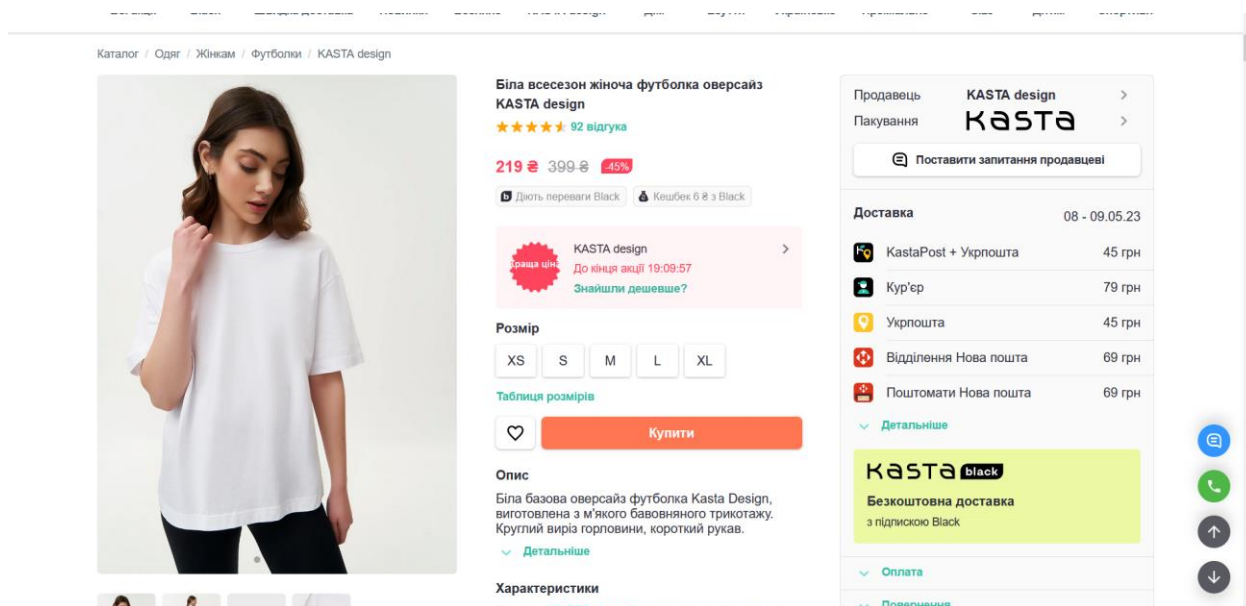 Каталог / Одяг / Жінкам / Футболки / KASTA design
Біла всесезон жіноча футболка оверсайз
KASTA design
92 відгука
219 ₴ 399 ₴ -45%
Діють переваги Black Кешбек 6 ₴ з Black
KASTA design
Краща ціна
До кінця акції 19:09:57
Знайшли дешевше?
Розмір
XS S M L XL
Таблиця розмірів
Купити
Опис
Біла базова оверсайз футболка Kasta Design,
виготовлена з м'якого бавовняного трикотажу.
Круглий виріз горловини, короткий рукав.
Детальніше
Характеристики
Продавець KASTA design
Пакування Kasta
Поставити запитання продавцеві
Доставка 08 - 09.05.23
KastaPost + Укрпошта 45 грн
Кур'єр 79 грн
Укрпошта 45 грн
Відділення Нова пошта 69 грн
Поштомати Нова пошта 69 грн
Детальніше
Kasta black
Безкоштовна доставка
з підпискою Black
Оплата
Повернення